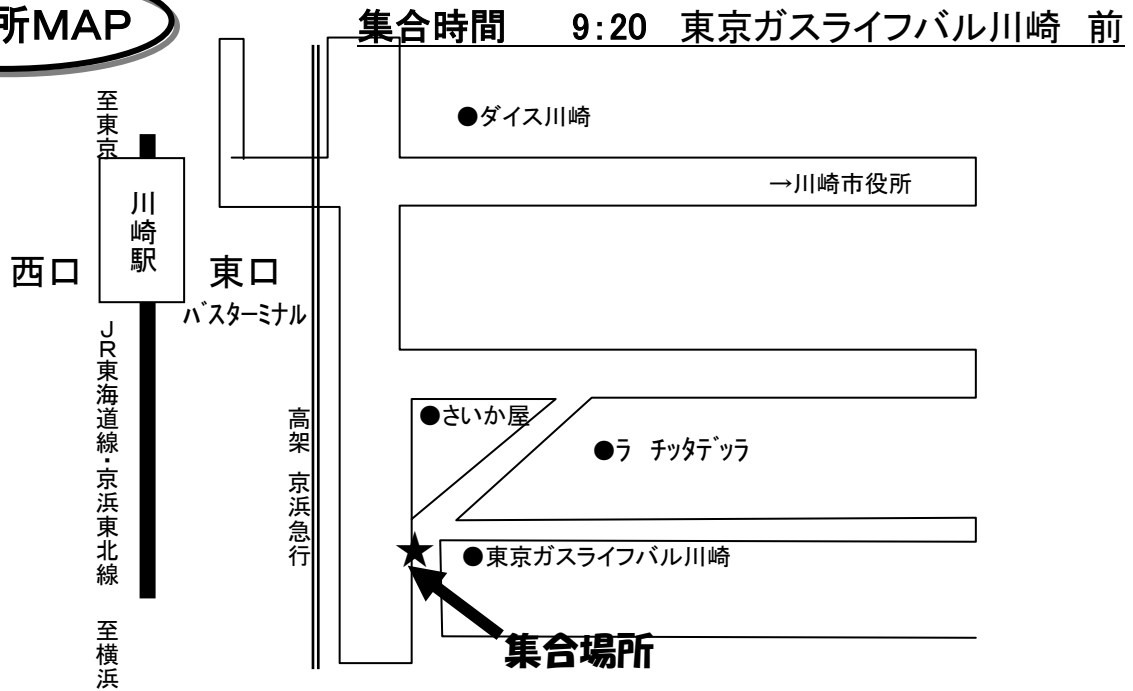 所MAP
集合時間　　9:20　東京ガスライフバル川崎　前
至東京
●ダイス川崎
→川崎市役所
川崎駅
西口
東口
ﾊﾞｽﾀｰﾐﾅﾙ
JR東海道線・京浜東北線
高架　京浜急行
●さいか屋
●ラ　ﾁｯﾀﾃﾞｯﾗ
●東京ガスライフバル川崎
至横浜
集合場所